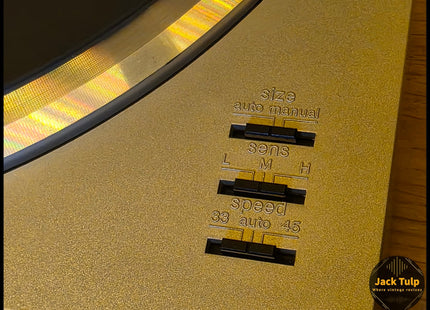 size
auto manual
sens
L M H
speed
33 auto 45
Jack Tulp
Where vintage revives